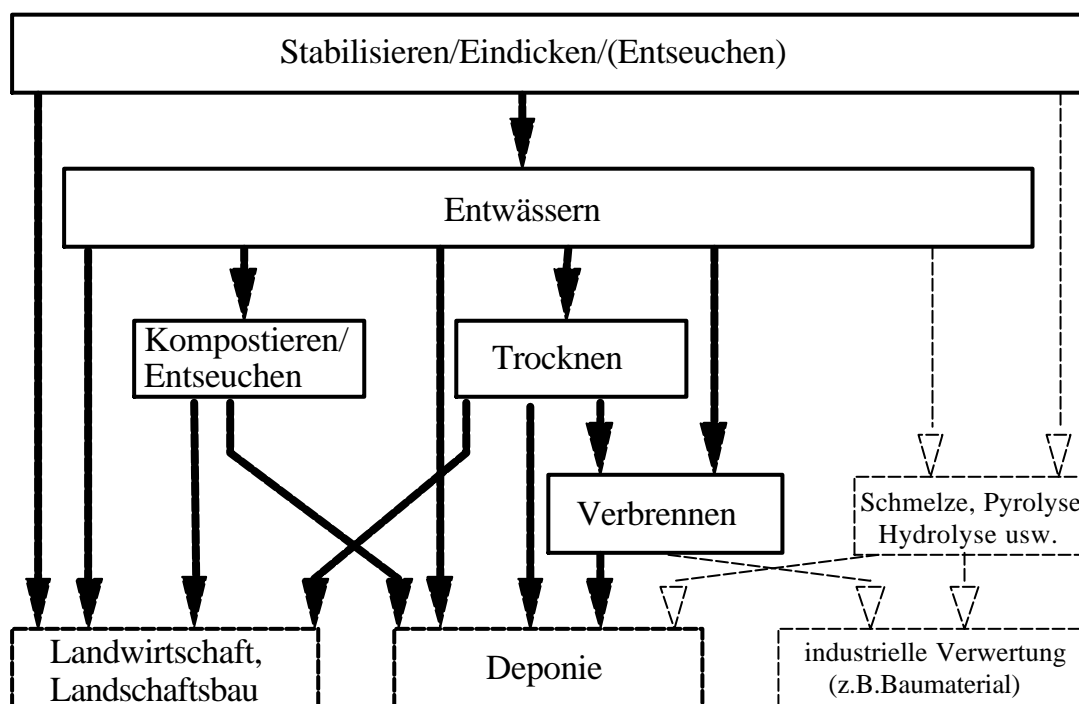 Stabilisieren/Eindicken/(Entseuchen)
Entwässern
Kompostieren/
Entseuchen
Trocknen
Verbrennen
Schmelze, Pyrolyse
Hydrolyse usw.
Landwirtschaft,
Landschaftsbau
Deponie
industrielle Verwertung
(z.B.Baumaterial)